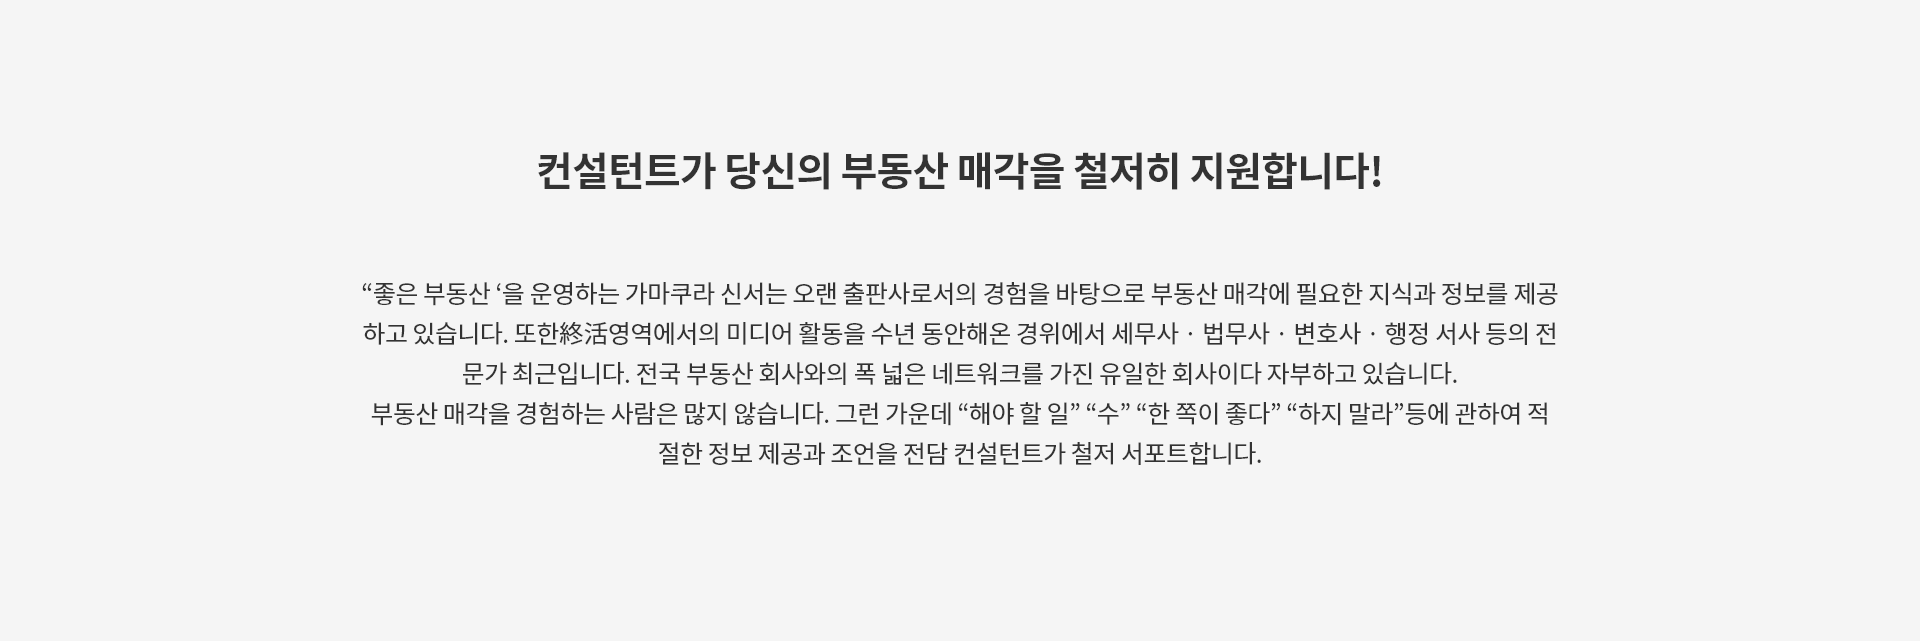 컨설턴트가 당신의 부동산 매각을 철저히 지원합니다!
“좋은 부동산 ‘을 운영하는 가마쿠라 신서는 오랜 출판사로서의 경험을 바탕으로 부동산 매각에 필요한 지식과 정보를 제공
하고 있습니다. 또한終活영역에서의 미디어 활동을 수년 동안해온 경위에서 세무사 · 법무사 · 변호사 · 행정 서사 등의 전
문가 최근입니다. 전국 부동산 회사와의 폭 넓은 네트워크를 가진 유일한 회사이다 자부하고 있습니다.
부동산 매각을 경험하는 사람은 많지 않습니다. 그런 가운데 “해야 할 일” “수” “한 쪽이 좋다” “하지 말라”등에 관하여 적
절한 정보 제공과 조언을 전담 컨설턴트가 철저 서포트합니다.